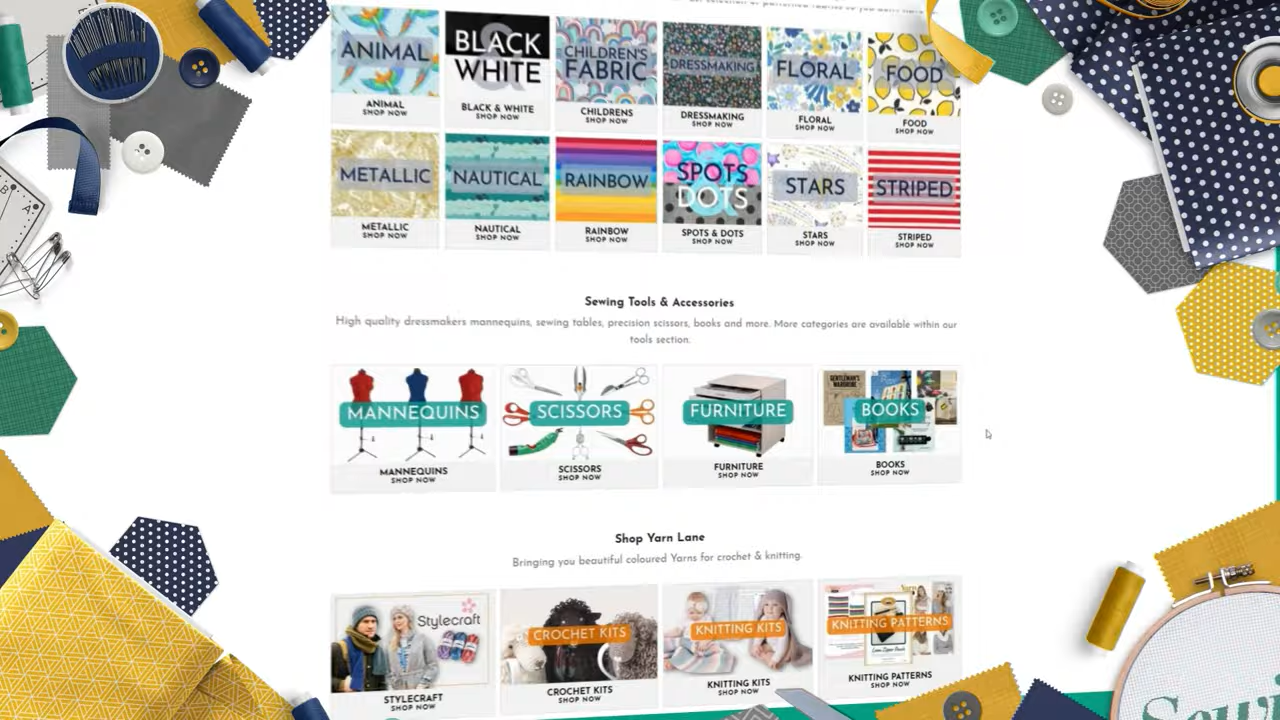 ANIMAL
BLACK
&
WHITE
CHILDREN'S
FABRIC
DRESSMAKING
FLORAL
FOOD
ANIMAL
SHOP NOW
BLACK & WHITE
SHOP NOW
CHILDRENS
SHOP NOW
DRESSMAKING
SHOP NOW
FLORAL
SHOP NOW
FOOD
SHOP NOW
METALLIC
NAUTICAL
RAINBOW
SPOTS
&
DOTS
STARS
STRIPED
METALLIC
SHOP NOW
NAUTICAL
SHOP NOW
RAINBOW
SHOP NOW
SPOTS & DOTS
SHOP NOW
STARS
SHOP NOW
STRIPED
SHOP NOW
Sewing Tools & Accessories
High quality dressmakers mannequins, sewing tables, precision scissors, books and more. More categories are available within our
tools section.
MANNEQUINS
SCISSORS
FURNITURE
GENTLEMAN'S
WARDROBE
BOOKS
MANNEQUINS
SHOP NOW
SCISSORS
SHOP NOW
FURNITURE
SHOP NOW
BOOKS
SHOP NOW
Shop Yarn Lane
Bringing you beautiful coloured Yarns for crochet & knitting.
Stylecraft
CROCHET KITS
KNITTING KITS
KNITTING PATTERNS
STYLECRAFT
SHOP NOW
CROCHET KITS
SHOP NOW
KNITTING KITS
SHOP NOW
KNITTING PATTERNS
SHOP NOW